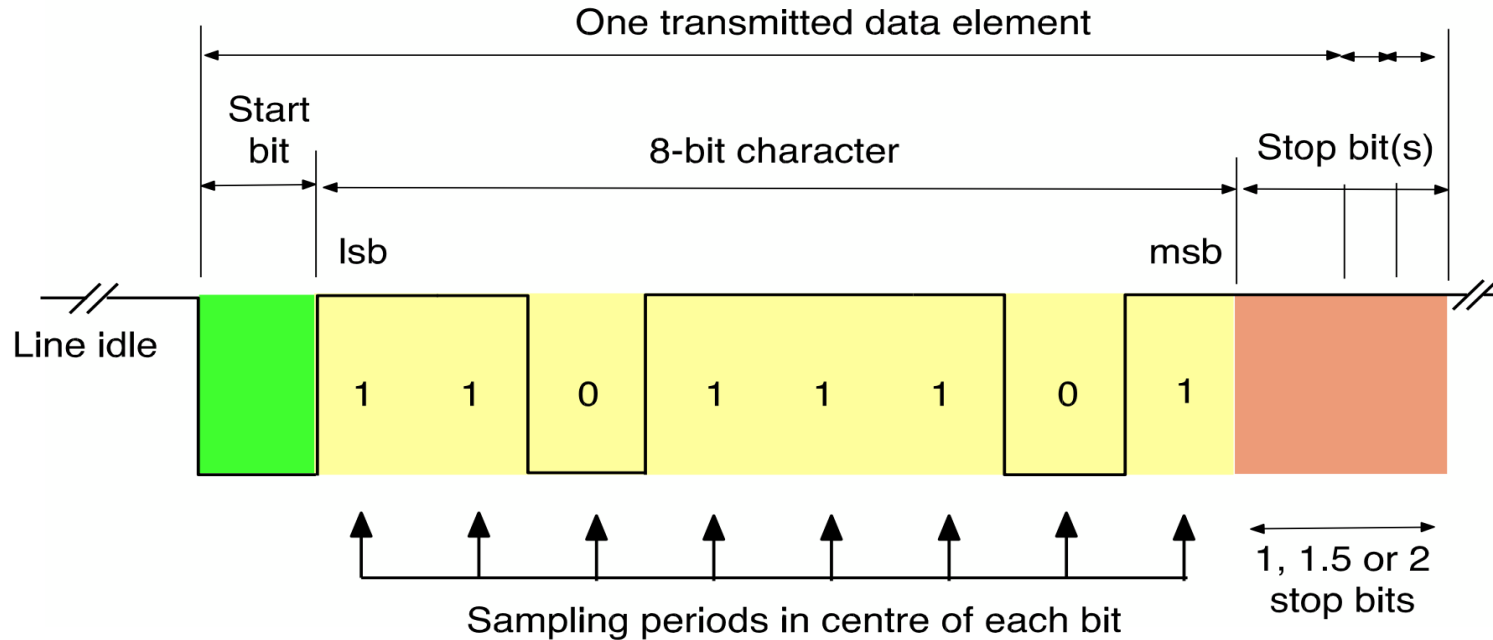 One transmitted data element
Start
bit
8-bit character
Stop bit(s)
lsb
msb
Line idle
1 1 0 1 1 1 0 1
Sampling periods in centre of each bit
1, 1.5 or 2
stop bits